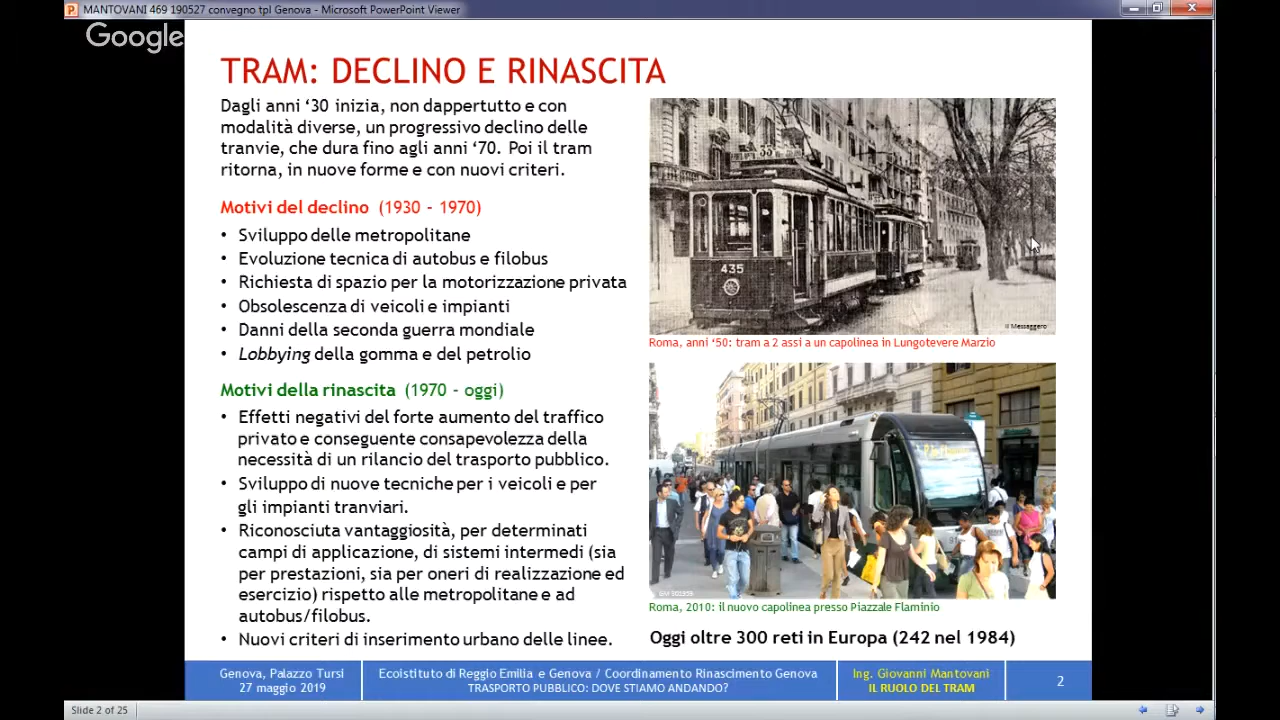 MANTOVANI 469 190527 convegno tpl Genova - Microsoft PowerPoint Viewer
Google
TRAM: DECLINO E RINASCITA
Dagli anni ‘30 inizia, non dappertutto e con
modalità diverse, un progressivo declino delle
tranvie, che dura fino agli anni ‘70. Poi il tram
ritorna, in nuove forme e con nuovi criteri.
Motivi del declino (1930 - 1970)
• Sviluppo delle metropolitane
• Evoluzione tecnica di autobus e filobus
• Richiesta di spazio per la motorizzazione privata
• Obsolescenza di veicoli e impianti
• Danni della seconda guerra mondiale
• Lobbying della gomma e del petrolio
Motivi della rinascita (1970 - oggi)
• Effetti negativi del forte aumento del traffico
privato e conseguente consapevolezza della
necessità di un rilancio del trasporto pubblico.
• Sviluppo di nuove tecniche per i veicoli e per
gli impianti tranviari.
• Riconosciuta vantaggiosità, per determinati
campi di applicazione, di sistemi intermedi (sia
per prestazioni, sia per oneri di realizzazione ed
esercizio) rispetto alle metropolitane e ad
autobus/filobus.
• Nuovi criteri di inserimento urbano delle linee.
435
Il Messaggero
Roma, anni ‘50: tram a 2 assi a un capolinea in Lungotevere Marzio
Roma, 2010: il nuovo capolinea presso Piazzale Flaminio
Oggi oltre 300 reti in Europa (242 nel 1984)
Genova, Palazzo Tursi
27 maggio 2019
Ecoistituto di Reggio Emilia e Genova / Coordinamento Rinascimento Genova
TRASPORTO PUBBLICO: DOVE STIAMO ANDANDO?
Ing. Giovanni Mantovani
IL RUOLO DEL TRAM
2
Slide 2 of 25